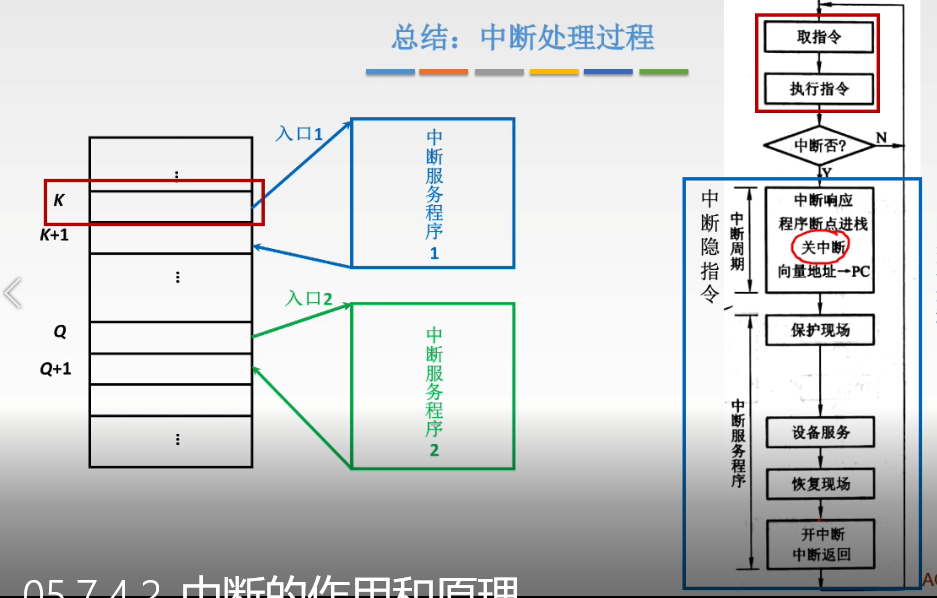 总结：中断处理过程
入口1
中断服务程序1
K
K+1
⋮
⋮
入口2
中断服务程序2
Q
Q+1
⋮
取指令
执行指令
中断否?
N
Y
中断隐指令
中断周期
中断响应
程序断点进栈
关中断
向量地址→PC
中断服务程序
保护现场
设备服务
恢复现场
开中断
中断返回
05.7.4.2 中断的作用和原理